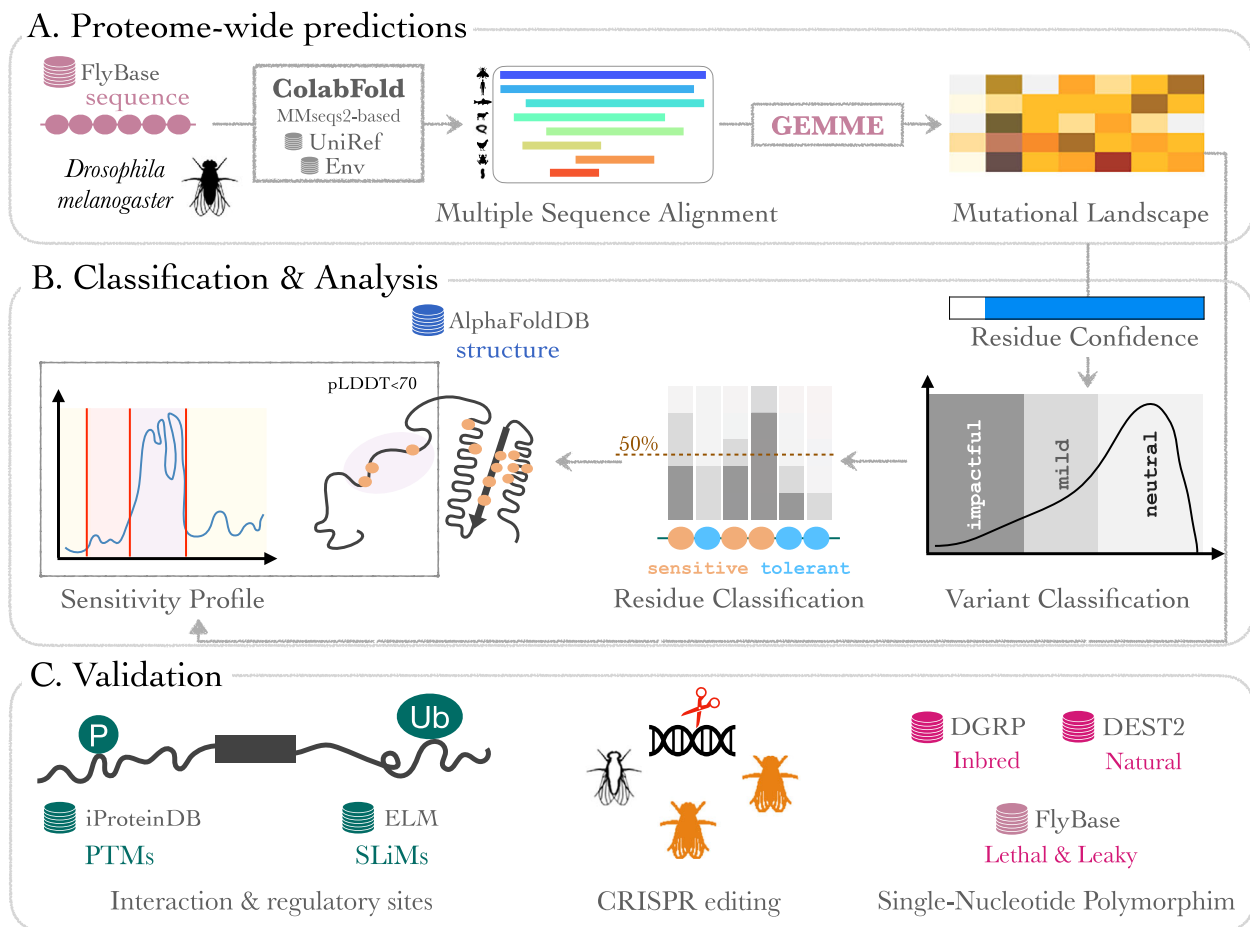 A. Proteome-wide predictions
FlyBase
sequence
Drosophila
melanogaster
ColabFold
MMseqs2-based
UniRef
Env
Multiple Sequence Alignment
GEMME
Mutational Landscape
B. Classification & Analysis
AlphaFoldDB
structure
Residue Confidence
pLDDT<70
Sensitivity Profile
50%
sensitive tolerant
Residue Classification
impactful
mild
neutral
Variant Classification
C. Validation
P
Ub
iProteinDB
PTMs
ELM
SLiMs
Interaction & regulatory sites
CRISPR editing
DGRP
Inbred
DEST2
Natural
FlyBase
Lethal & Leaky
Single-Nucleotide Polymorphim